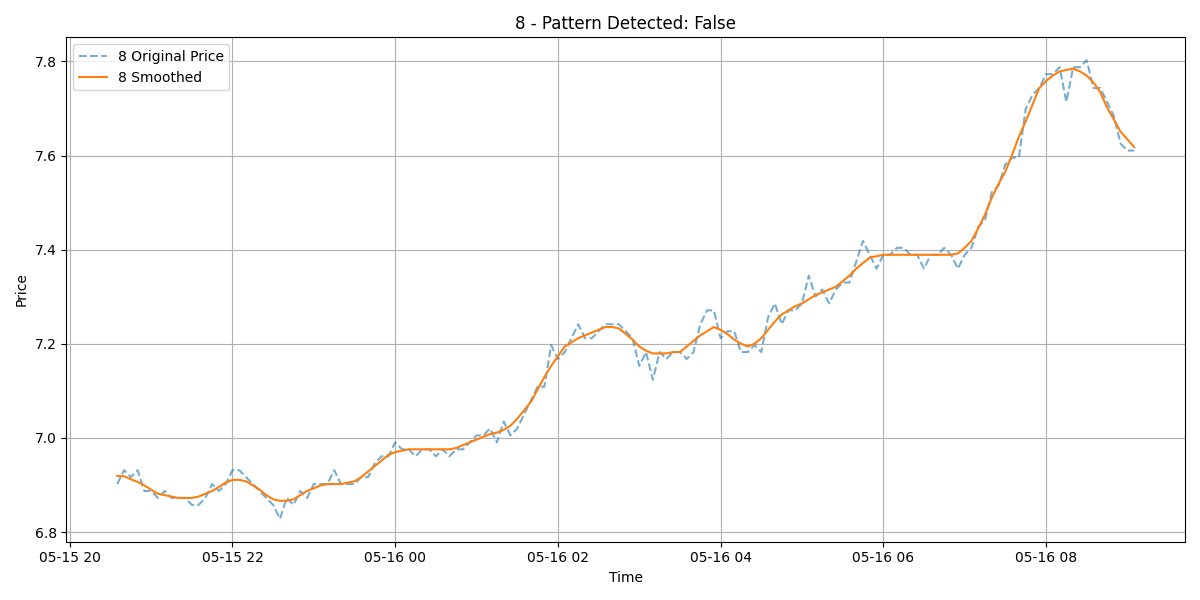 8 - Pattern Detected: False
8 Original Price
8 Smoothed
Price
7.8
7.6
7.4
7.2
7.0
6.8
05-15 20 05-15 22 05-16 00 05-16 02 05-16 04 05-16 06 05-16 08
Time